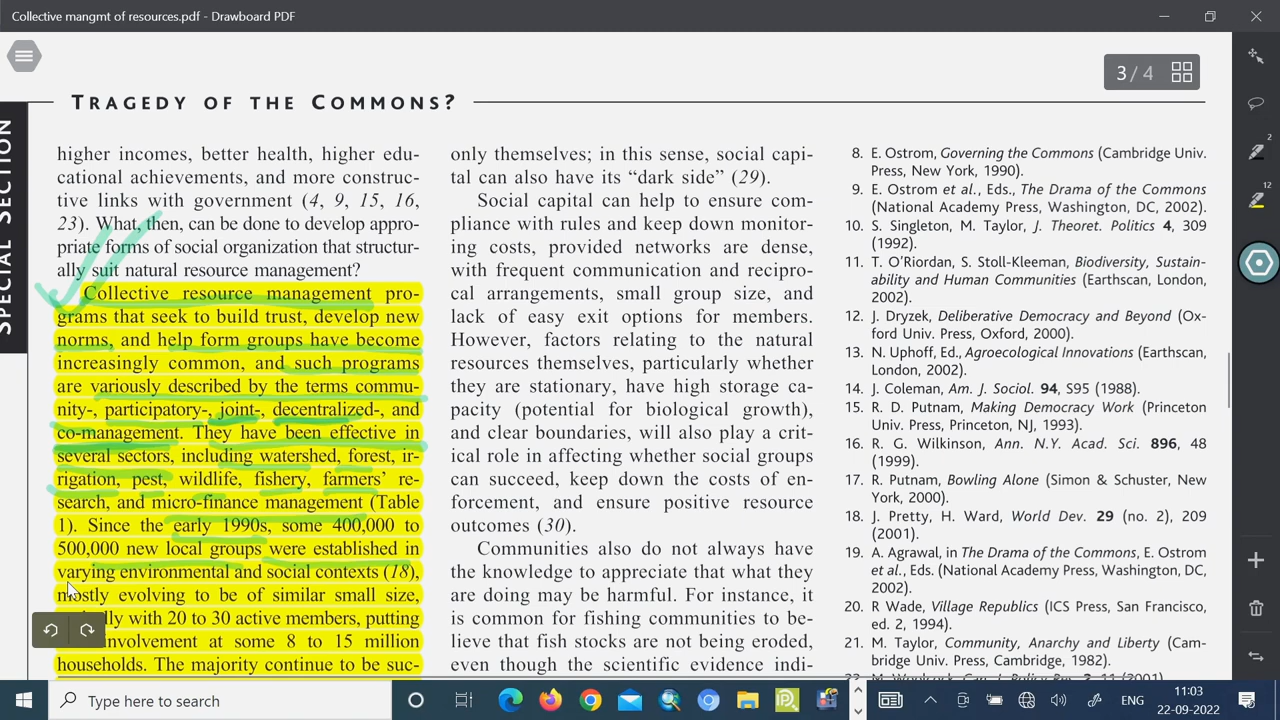 Collective mangmt of resources.pdf - Drawboard PDF
3 / 4
TRAGEDY OF THE COMMONS?
SPECIAL SECTION
higher incomes, better health, higher edu-
cational achievements, and more construc-
tive links with government (4, 9, 15, 16,
23). What, then, can be done to develop appro-
priate forms of social organization that structur-
ally suit natural resource management?
Collective resource management pro-
grams that seek to build trust, develop new
norms, and help form groups have become
increasingly common, and such programs
are variously described by the terms commu-
nity-, participatory-, joint-, decentralized-, and
co-management. They have been effective in
several sectors, including watershed, forest, ir-
rigation, pest, wildlife, fishery, farmers' re-
search, and micro-finance management (Table
1). Since the early 1990s, some 400,000 to
500,000 new local groups were established in
varying environmental and social contexts (18),
mostly evolving to be of similar small size,
with 20 to 30 active members, putting
involvement at some 8 to 15 million
households. The majority continue to be suc-
only themselves; in this sense, social capi-
tal can also have its “dark side” (29).
Social capital can help to ensure com-
pliance with rules and keep down monitor-
ing costs, provided networks are dense,
with frequent communication and recipro-
cal arrangements, small group size, and
lack of easy exit options for members.
However, factors relating to the natural
resources themselves, particularly whether
they are stationary, have high storage ca-
pacity (potential for biological growth),
and clear boundaries, will also play a crit-
ical role in affecting whether social groups
can succeed, keep down the costs of en-
forcement, and ensure positive resource
outcomes (30).
Communities also do not always have
the knowledge to appreciate that what they
are doing may be harmful. For instance, it
is common for fishing communities to be-
lieve that fish stocks are not being eroded,
even though the scientific evidence indi-
8. E. Ostrom, Governing the Commons (Cambridge Univ.
Press, New York, 1990).
9. E. Ostrom et al., Eds., The Drama of the Commons
(National Academy Press, Washington, DC, 2002).
10. S. Singleton, M. Taylor, J. Theoret. Politics 4, 309
(1992).
11. T. O'Riordan, S. Stoll-Kleeman, Biodiversity, Sustain-
ability and Human Communities (Earthscan, London,
2002).
12. J. Dryzek, Deliberative Democracy and Beyond (Ox-
ford Univ. Press, Oxford, 2000).
13. N. Uphoff, Ed., Agroecological Innovations (Earthscan,
London, 2002).
14. J. Coleman, Am. J. Sociol. 94, S95 (1988).
15. R. D. Putnam, Making Democracy Work (Princeton
Univ. Press, Princeton, NJ, 1993).
16. R. G. Wilkinson, Ann. N.Y. Acad. Sci. 896, 48
(1999).
17. R. Putnam, Bowling Alone (Simon & Schuster, New
York, 2000).
18. J. Pretty, H. Ward, World Dev. 29 (no. 2), 209
(2001).
19. A. Agrawal, in The Drama of the Commons, E. Ostrom
et al., Eds. (National Academy Press, Washington, DC,
2002).
20. R Wade, Village Republics (ICS Press, San Francisco,
ed. 2, 1994).
21. M. Taylor, Community, Anarchy and Liberty (Cam-
bridge Univ. Press, Cambridge, 1982).
2
12
Type here to search
ENG
11:03
22-09-2022